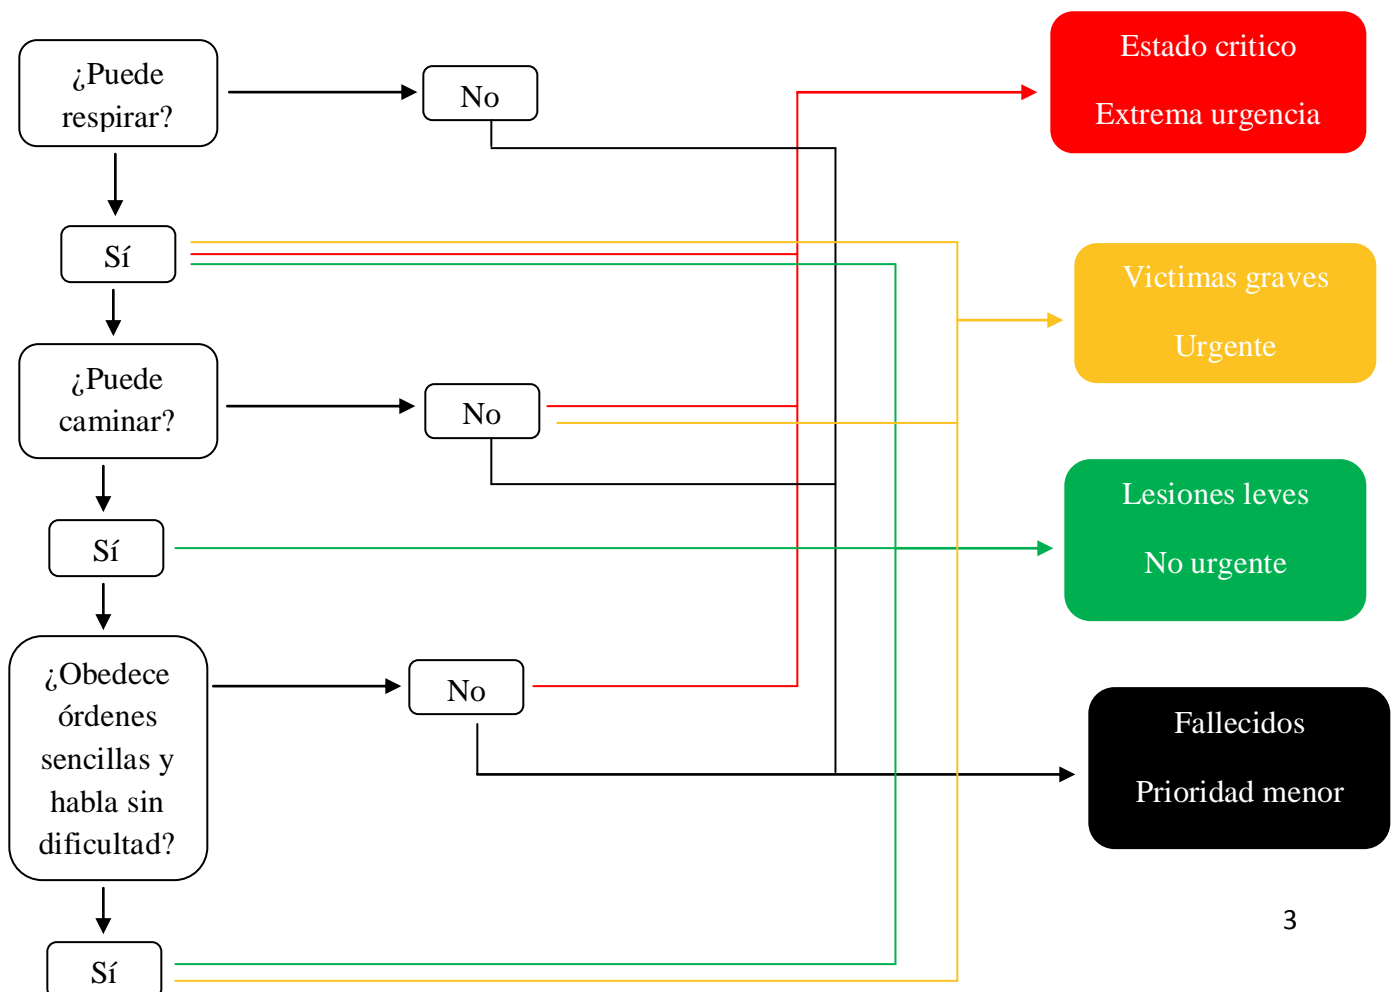 ¿Puede
respirar?
No
Estado critico
Extrema urgencia
Sí
Victimas graves
Urgente
¿Puede
caminar?
No
Lesiones leves
No urgente
Sí
¿Obedece
órdenes
sencillas y
habla sin
dificultad?
No
Fallecidos
Prioridad menor
Sí
3